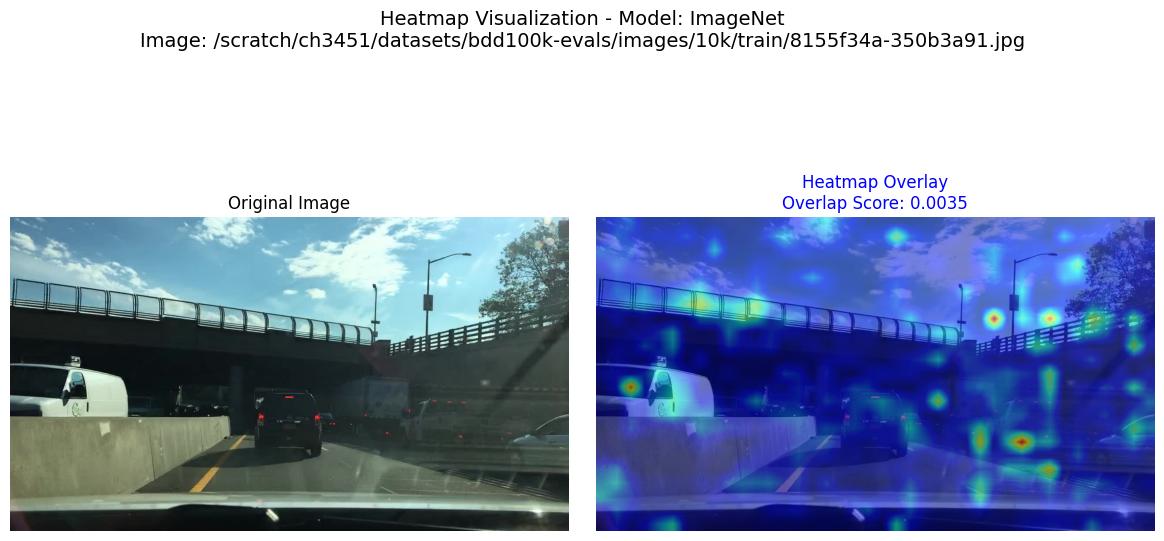 Heatmap Visualization - Model: ImageNet
Image: /scratch/ch3451/datasets/bdd100k-evals/images/10k/train/8155f34a-350b3a91.jpg
Original Image
Heatmap Overlay
Overlap Score: 0.0035